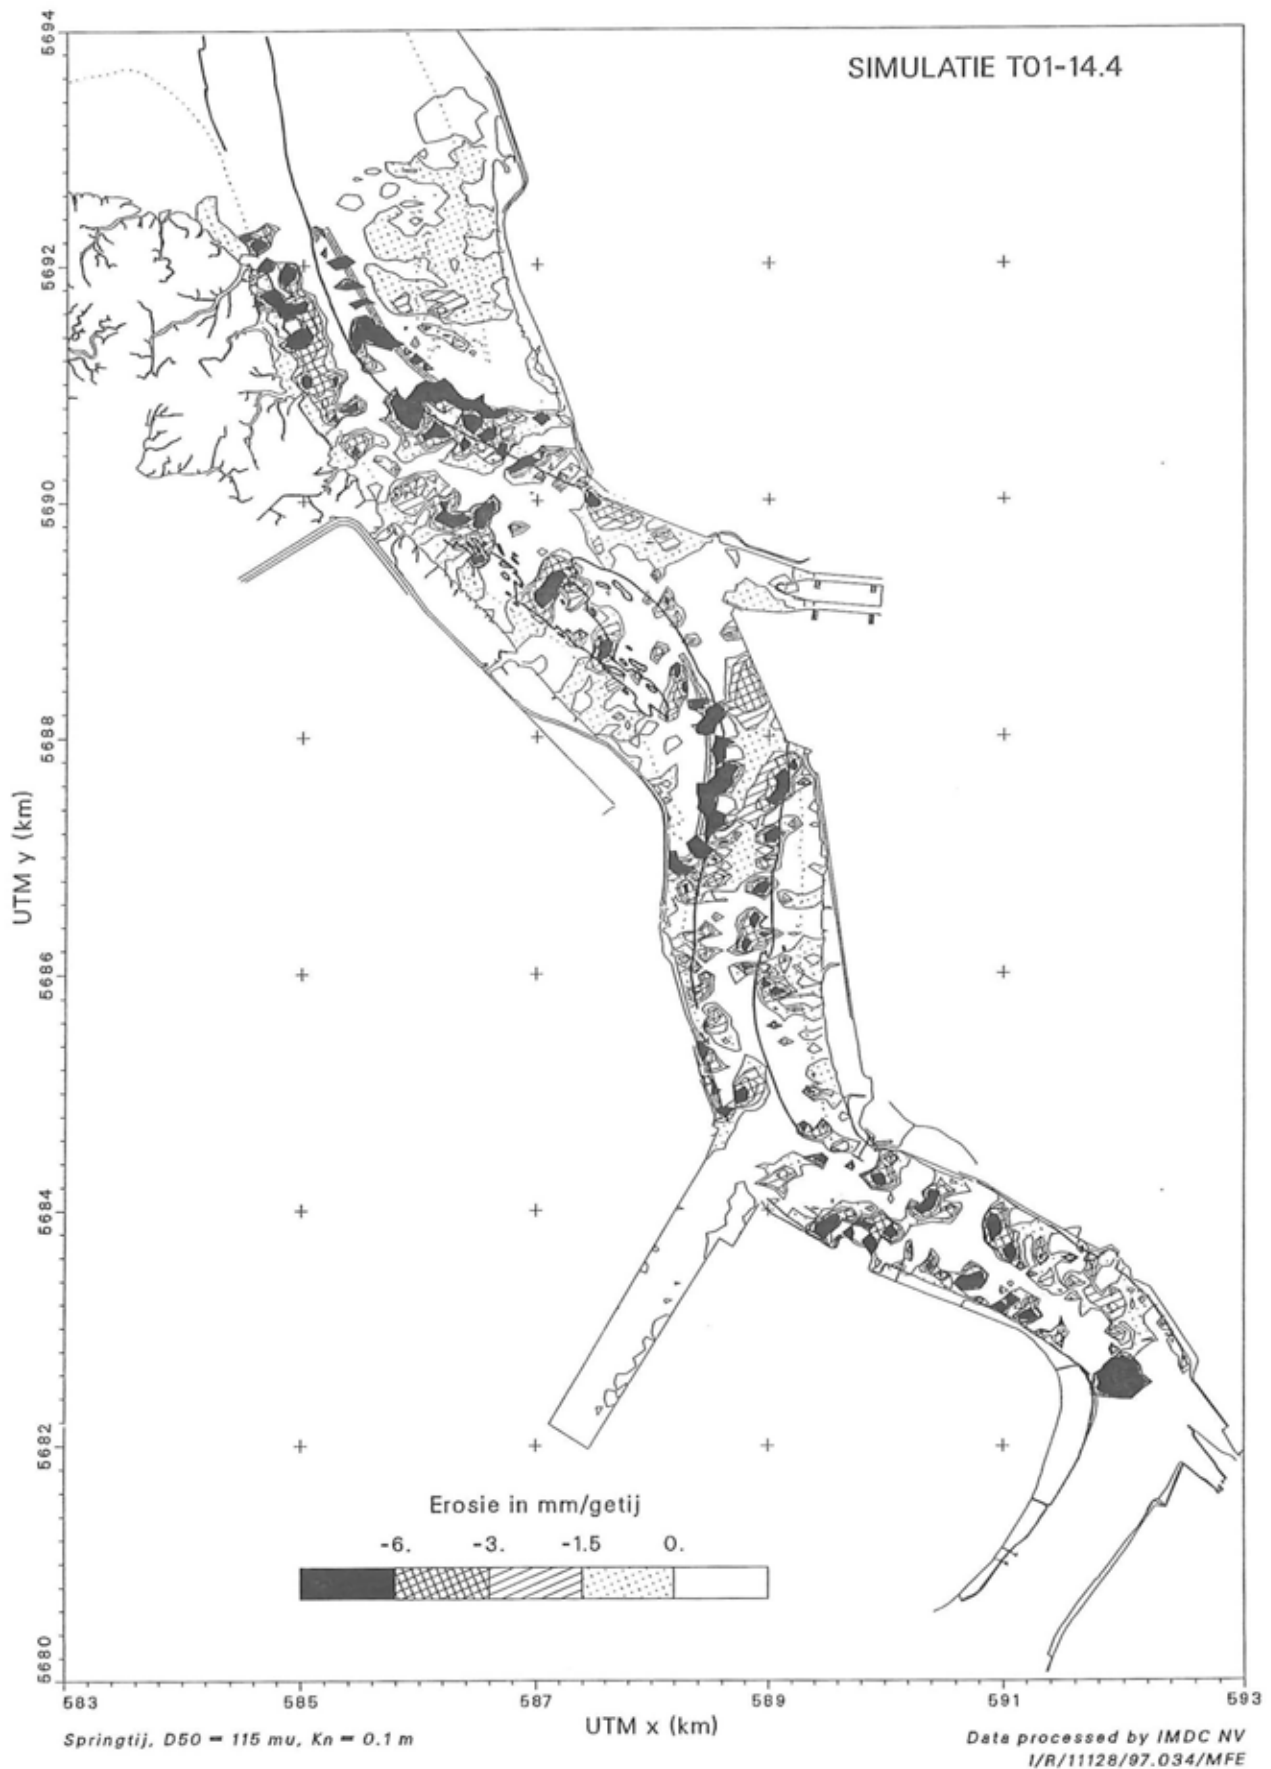 SIMULATIE T01-14.4
5694
5692
5690
5688
5686
5684
5682
5680
UTM y (km)
Erosie in mm/getij
-6. -3. -1.5 0.
583 585 587 589 591 593
UTM x (km)
Springtij, D50 = 115 mu, Kn = 0.1 m
Data processed by IMDC NV
I/R/11128/97.034/MFE